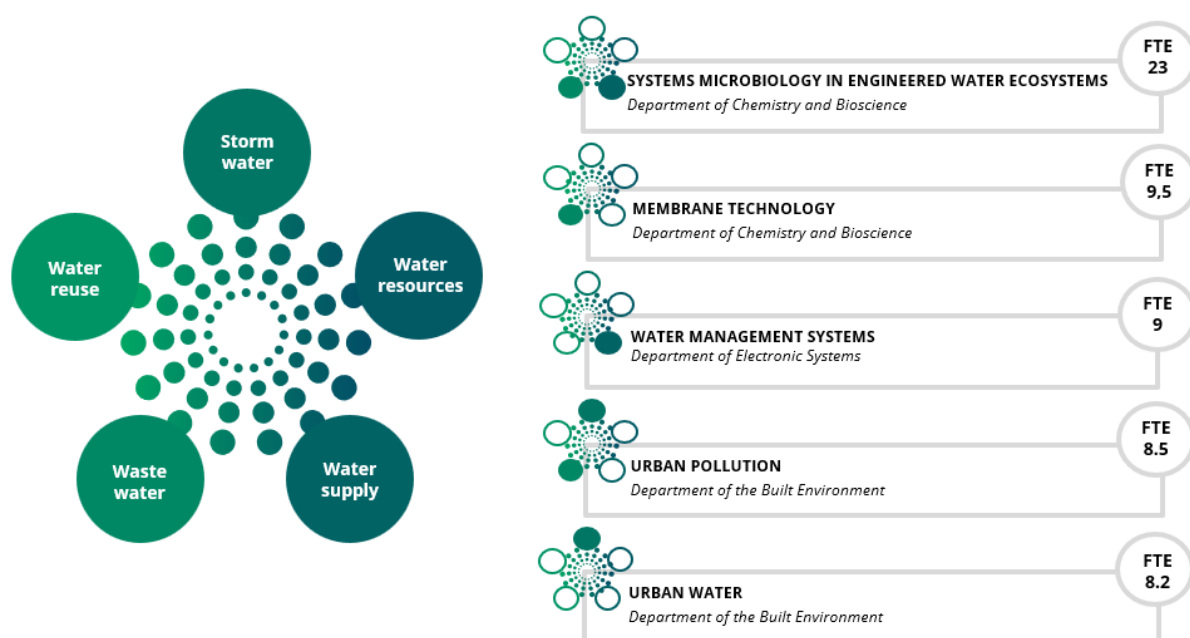 Storm
water
Water
reuse
Water
resources
Waste
water
Water
supply
FTE
23
SYSTEMS MICROBIOLOGY IN ENGINEERED WATER ECOSYSTEMS
Department of Chemistry and Bioscience
FTE
9,5
MEMBRANE TECHNOLOGY
Department of Chemistry and Bioscience
FTE
9
WATER MANAGEMENT SYSTEMS
Department of Electronic Systems
FTE
8.5
URBAN POLLUTION
Department of the Built Environment
FTE
8.2
URBAN WATER
Department of the Built Environment